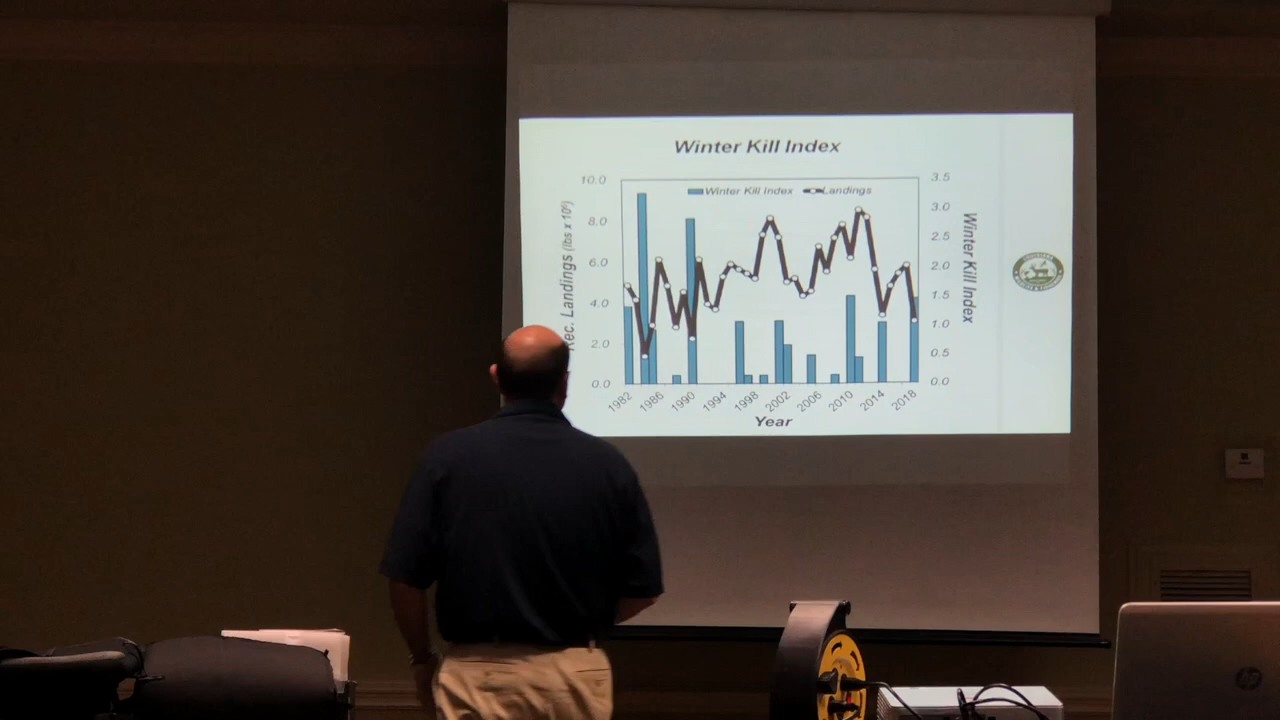 Winter Kill Index
Winter Kill Index Landings
10.0
8.0
6.0
4.0
2.0
0.0
Rec. Landings (lbs x 10⁶)
3.5
3.0
2.5
2.0
1.5
1.0
0.5
0.0
Winter Kill Index
1982 1986 1990 1994 1998 2002 2006 2010 2014 2018
Year
hp